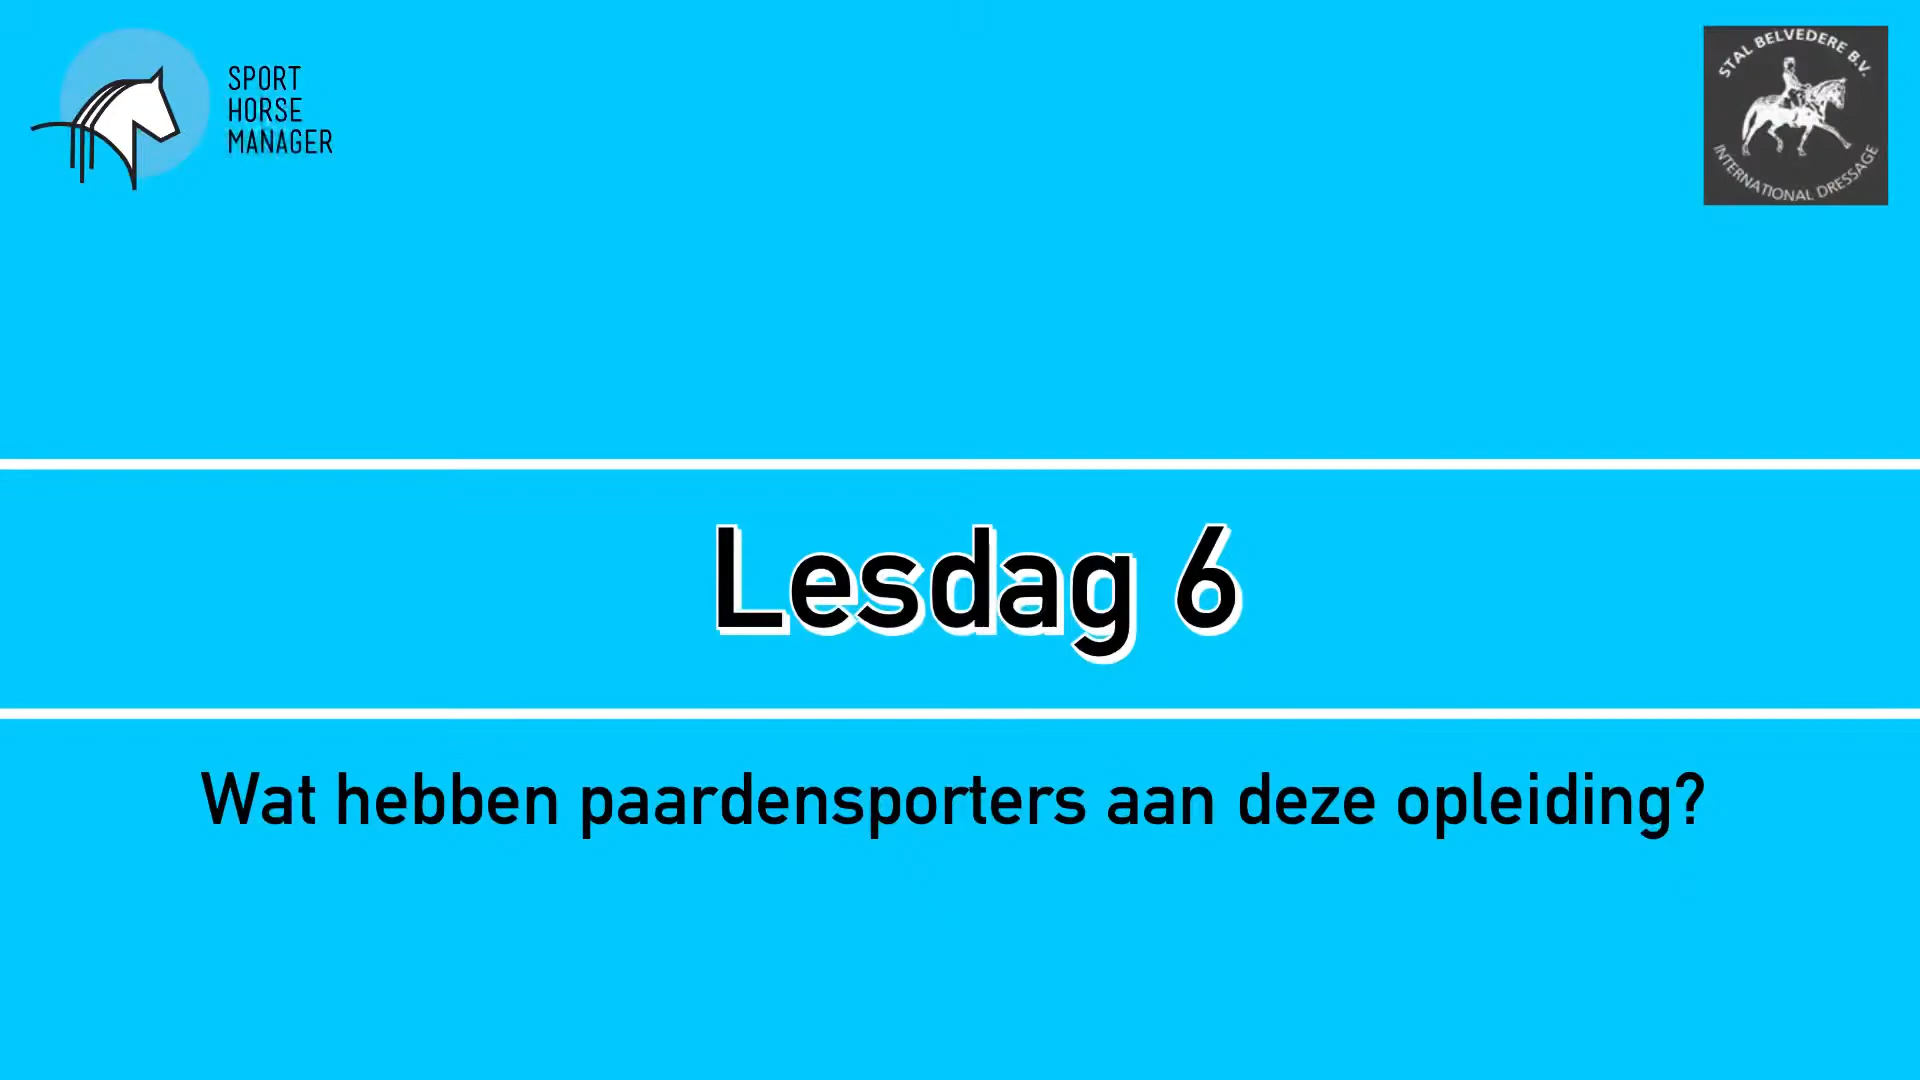 SPORT
HORSE
MANAGER
STAL BELVEDERE B.V.
INTERNATIONAL DRESSAGE
Lesdag 6
Wat hebben paardensporters aan deze opleiding?